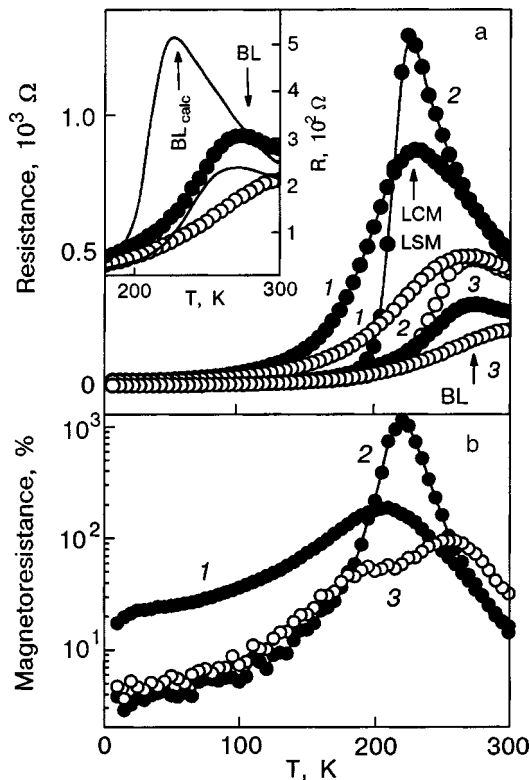 a
Resistance, 10³ Ω
1.0
0.5
0
BL
BLcalc
5
4
3
2
1
R, 10² Ω
200
300
T, K
2
LCM
LSM
1
1
2
3
3
BL
b
Magnetoresistance, %
10³
10²
10¹
2
1
3
0
100
200
300
T, K